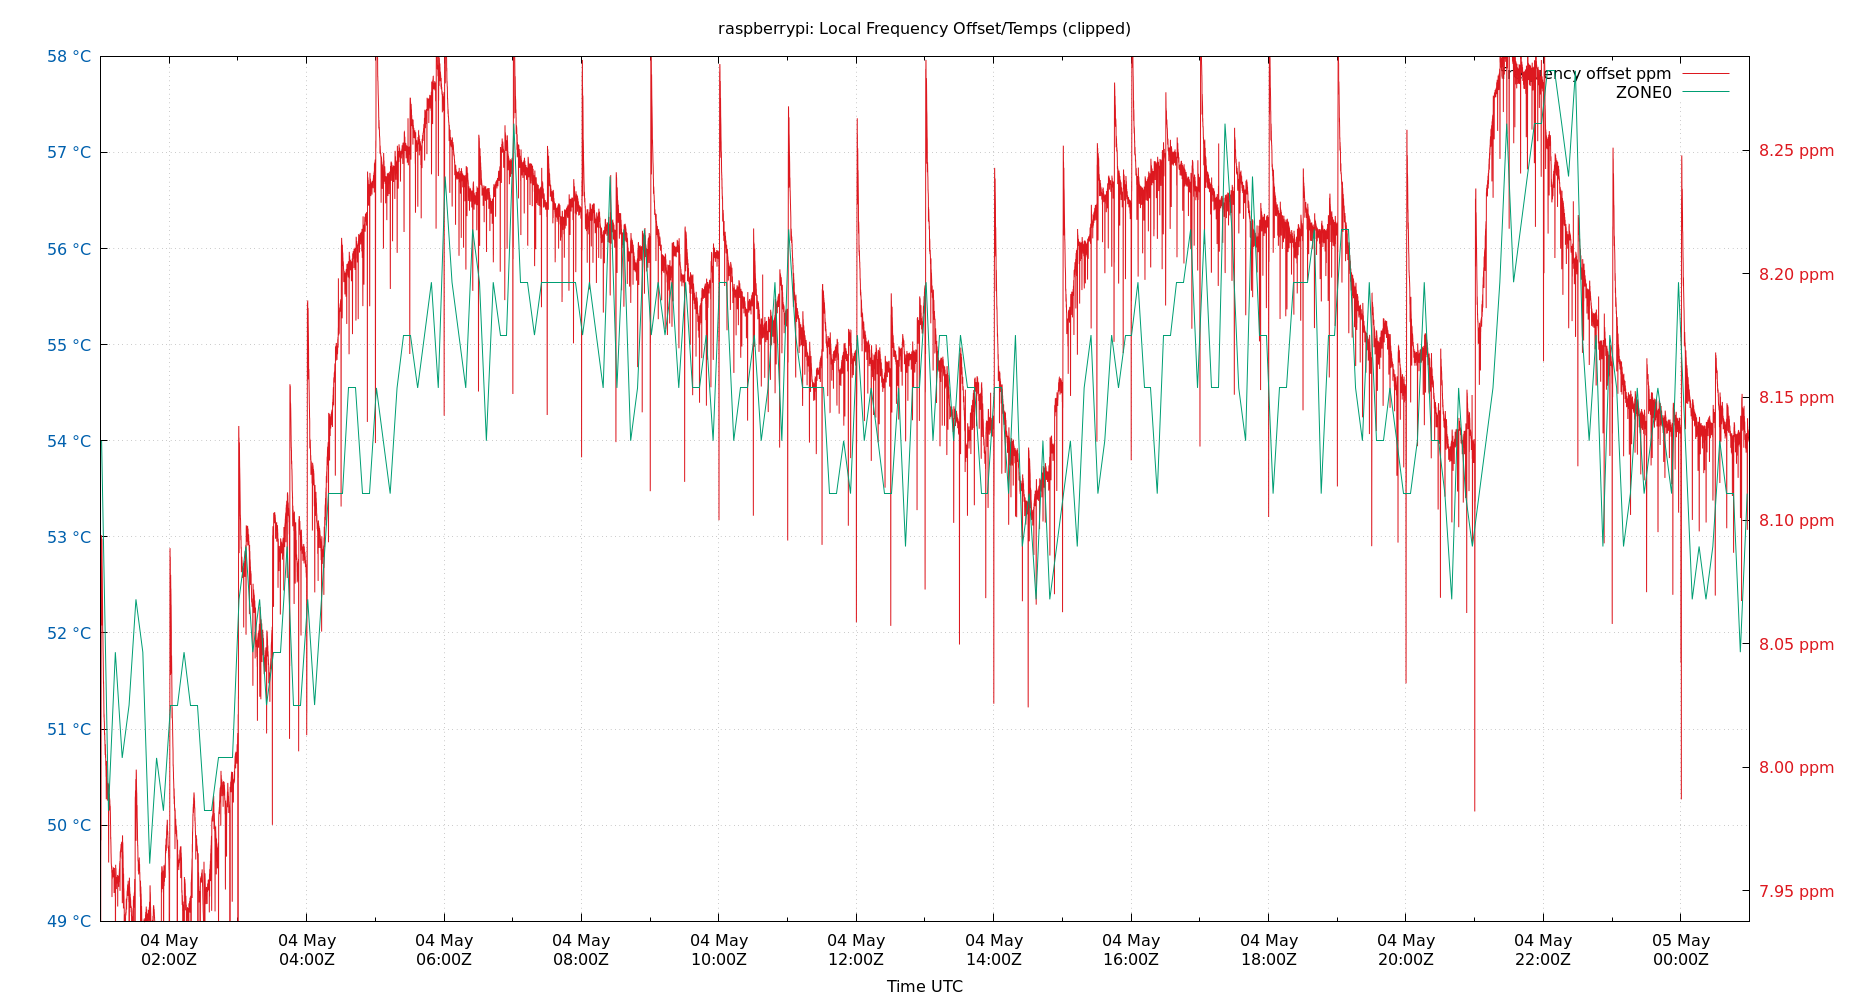 raspberrypi: Local Frequency Offset/Temps (clipped)
58 °C
57 °C
56 °C
55 °C
54 °C
53 °C
52 °C
51 °C
50 °C
49 °C
frequency offset ppm
ZONE0
8.25 ppm
8.20 ppm
8.15 ppm
8.10 ppm
8.05 ppm
8.00 ppm
7.95 ppm
04 May 04 May 04 May 04 May 04 May 04 May 04 May 04 May 04 May 04 May 04 May 05 May
02:00Z 04:00Z 06:00Z 08:00Z 10:00Z 12:00Z 14:00Z 16:00Z 18:00Z 20:00Z 22:00Z 00:00Z
Time UTC